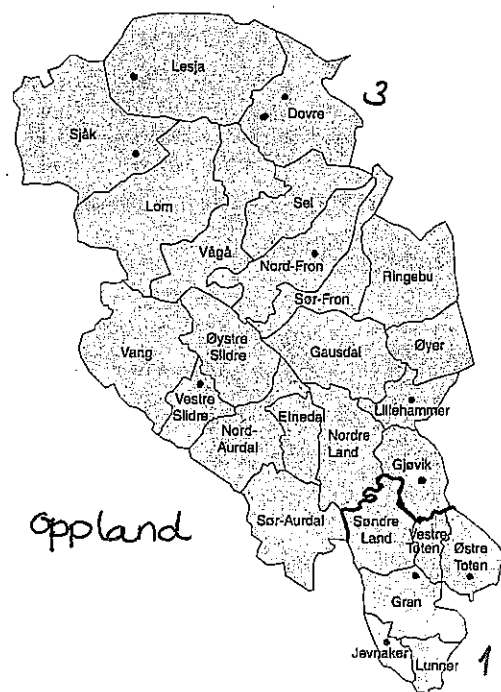 Lesja
3
Dovre
Sjåk
Lom
Sel
Vågå
Nord-Fron
Ringebu
Sør-Fron
Vang
Øystre
Slidre
Gausdal
Øyer
Vestre
Slidre
Lillehammer
Etnedal
Nord-
Aurdal
Nordre
Land
Gjøvik
oppland
Sør-Aurdal
Søndre
Land
Vestre
Toten
Østre
Toten
Gran
Jevnaker
Lunner
1